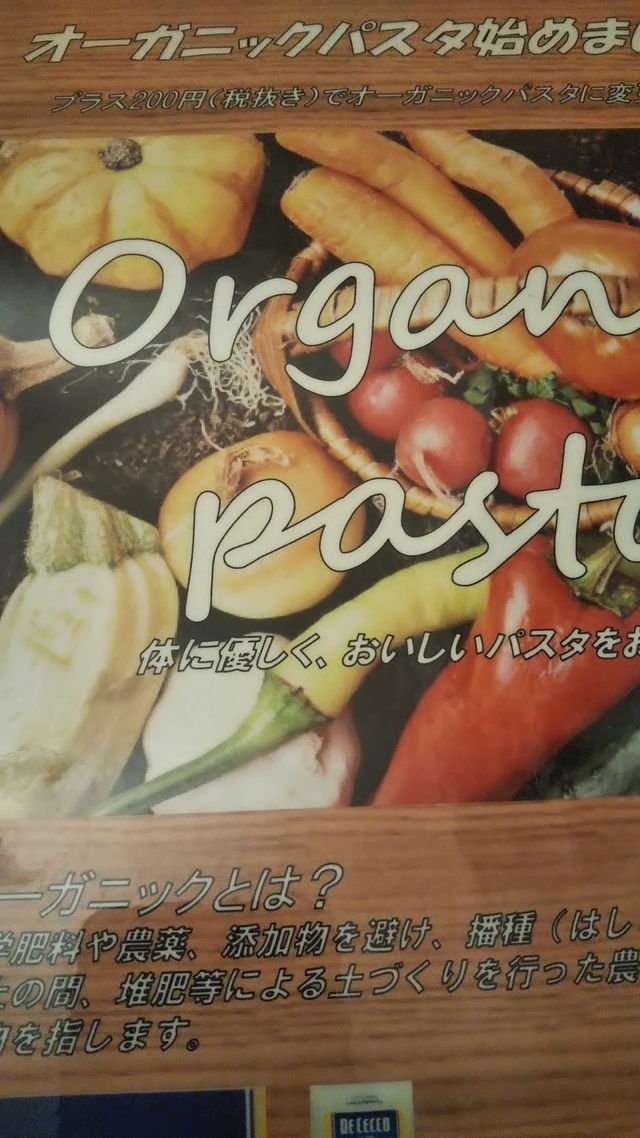 オーガニックパスタ始めま
プラス200円(税抜き)でオーガニックパスタに変
Organ
past
体に優しく、おいしいパスタをお
ーガニックとは？
学肥料や農薬、添加物を避け、播種（はし
上の間、堆肥等による土づくりを行った農
物を指します。
DE CECCO